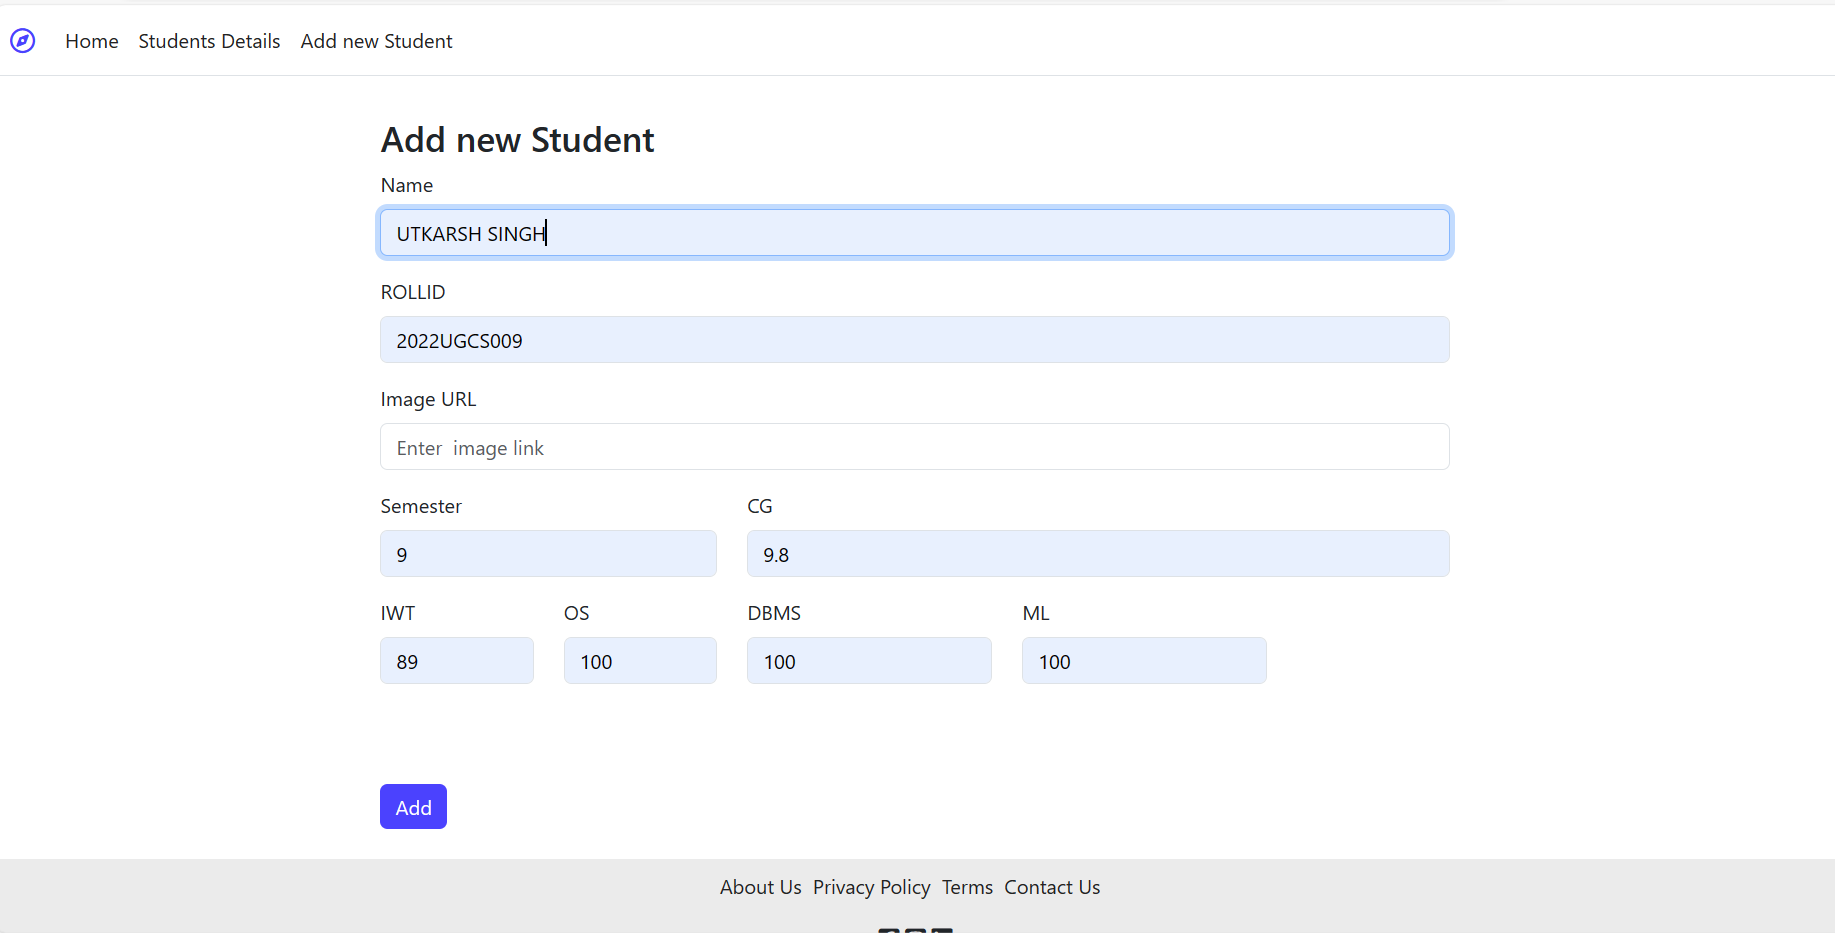 Home Students Details Add new Student
Add new Student
Name
UTKARSH SINGH
ROLLID
2022UGCS009
Image URL
Enter  image link
Semester CG
9 9.8
IWT OS DBMS ML
89 100 100 100
Add
About Us Privacy Policy Terms Contact Us